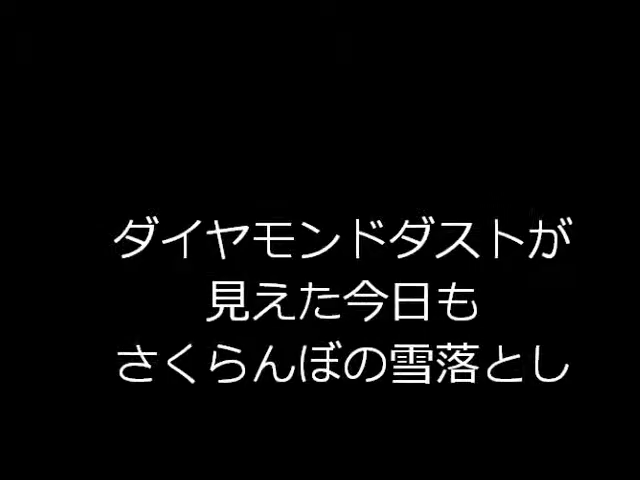 ダイヤモンドダストが
見えた今日も
さくらんぼの雪落とし